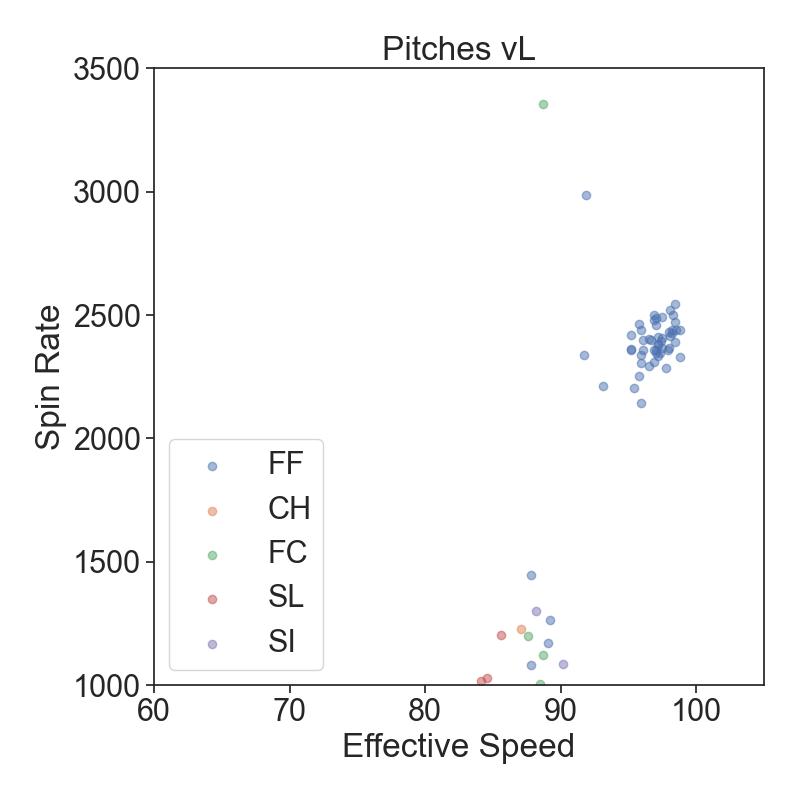 Pitches vL
3500
3000
2500
2000
1500
1000
Spin Rate
FF
CH
FC
SL
SI
60 70 80 90 100
Effective Speed